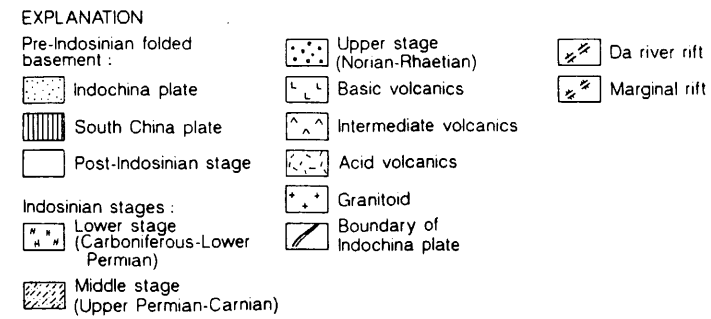 EXPLANATION
Pre-Indosinian folded
basement :
Indochina plate
South China plate
Post-Indosinian stage
Indosinian stages :
Lower stage
(Carboniferous-Lower
Permian)
Middle stage
(Upper Permian-Carnian)
Upper stage
(Norian-Rhaetian)
Basic volcanics
Intermediate volcanics
Acid volcanics
Granitoid
Boundary of
Indochina plate
Da river rift
Marginal rift